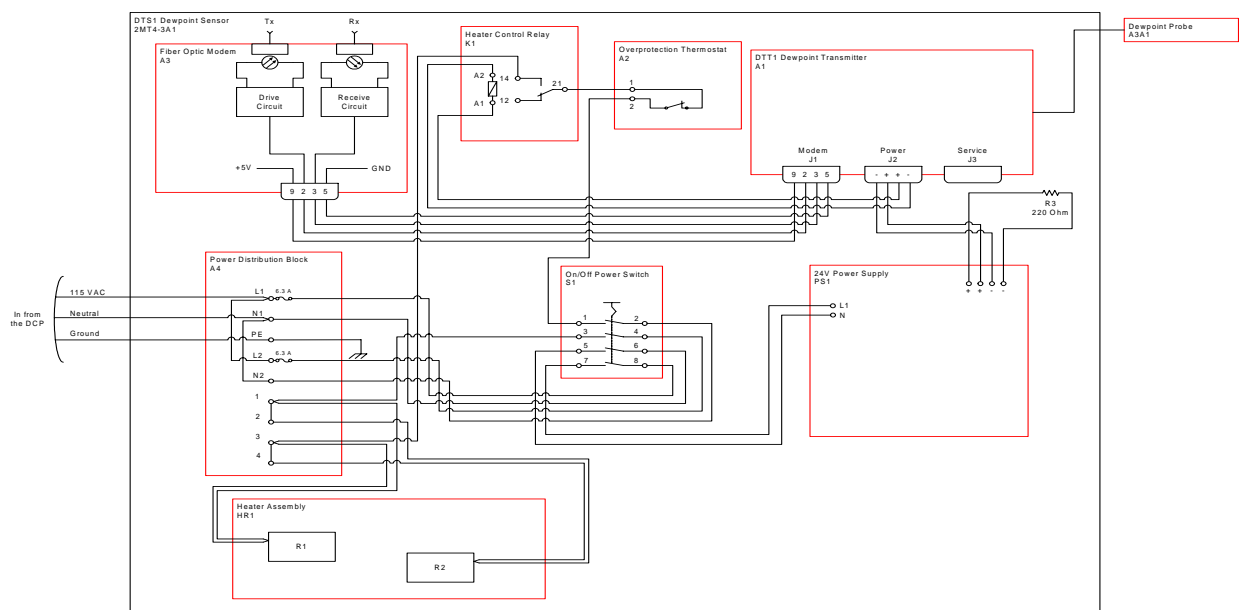 DTS1 Dewpoint Sensor
2MT4-3A1
Tx
Rx
Fiber Optic Modem
A3
Drive
Circuit
Receive
Circuit
+5V
GND
9 2 3 5
Heater Control Relay
K1
A2
A1
14
12
21
Overprotection Thermostat
A2
1
2
DTT1 Dewpoint Transmitter
A1
Modem
J1
9 2 3 5
Power
J2
- + + -
Service
J3
Dewpoint Probe
A3A1
R3
220 Ohm
In from
the DCP
115 VAC
Neutral
Ground
Power Distribution Block
A4
L1
6.3 A
N1
PE
L2
6.3 A
N2
1
2
3
4
On/Off Power Switch
S1
1 2
3 4
5 6
7 8
24V Power Supply
PS1
+ + - -
L1
N
Heater Assembly
HR1
R1
R2